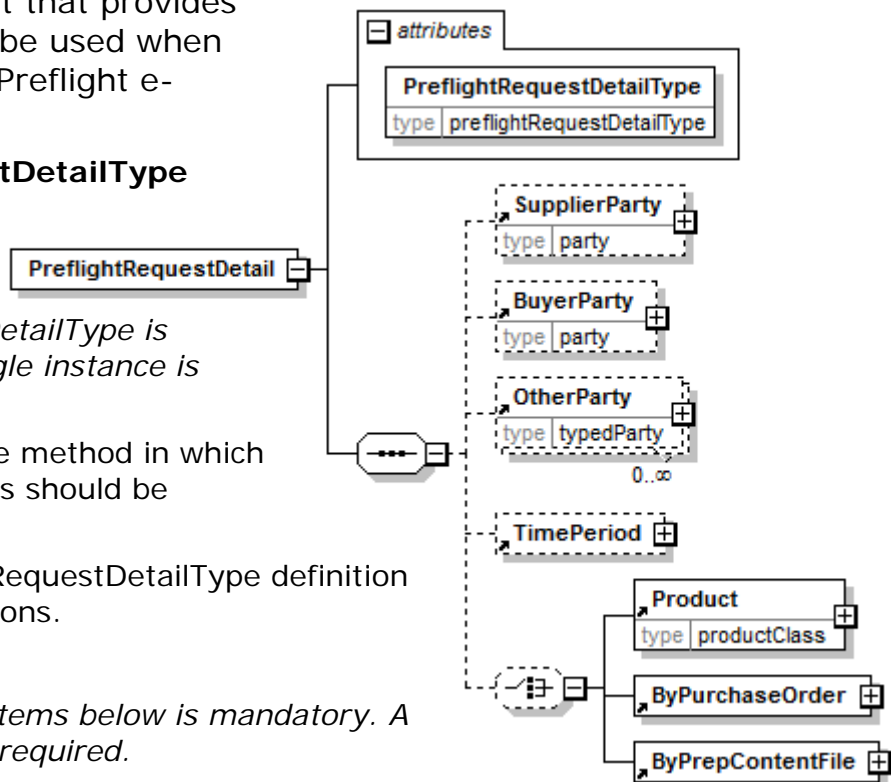 t that provides
be used when
Preflight e-
stDetailType
DetailType is
gle instance is
e method in which
s should be
RequestDetailType definition
ons.
tems below is mandatory. A
required.
attributes
PreflightRequestDetailType
type preflightRequestDetailType
PreflightRequestDetail
SupplierParty
type party
BuyerParty
type party
OtherParty
type typedParty
0..∞
TimePeriod
Product
type productClass
ByPurchaseOrder
ByPrepContentFile